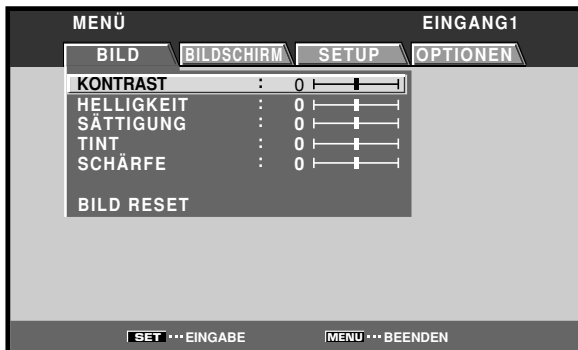 MENÜ EINGANG1
BILD BILDSCHIRM SETUP OPTIONEN
KONTRAST : 0
HELLIGKEIT : 0
SÄTTIGUNG : 0
TINT : 0
SCHÄRFE : 0
BILD RESET
SET ··· EINGABE MENU ··· BEENDEN